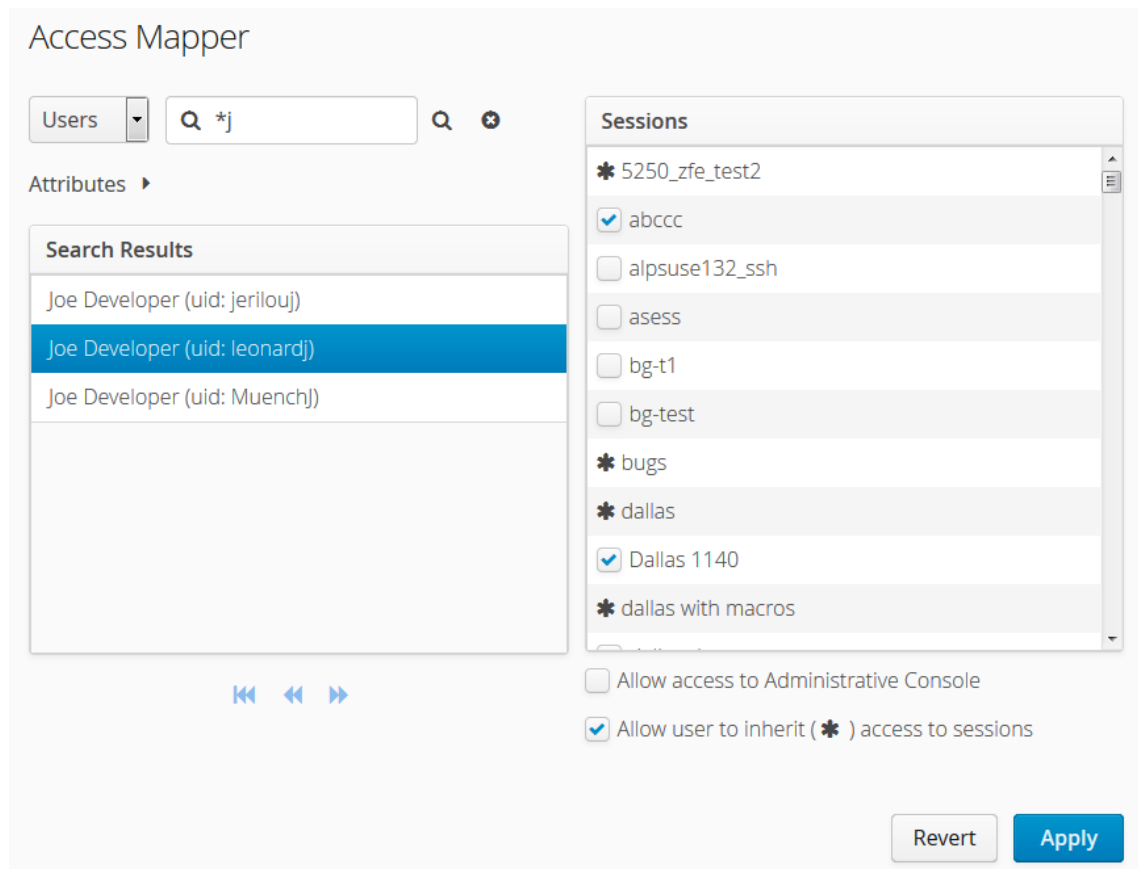 Access Mapper
Users
*j
Attributes
Search Results
Joe Developer (uid: jerilouj)
Joe Developer (uid: leonardj)
Joe Developer (uid: MuenchJ)
Sessions
✱ 5250_zfe_test2
abccc
alpsuse132_ssh
asess
bg-t1
bg-test
✱ bugs
✱ dallas
Dallas 1140
✱ dallas with macros
Allow access to Administrative Console
Allow user to inherit ( ✱ ) access to sessions
Revert
Apply